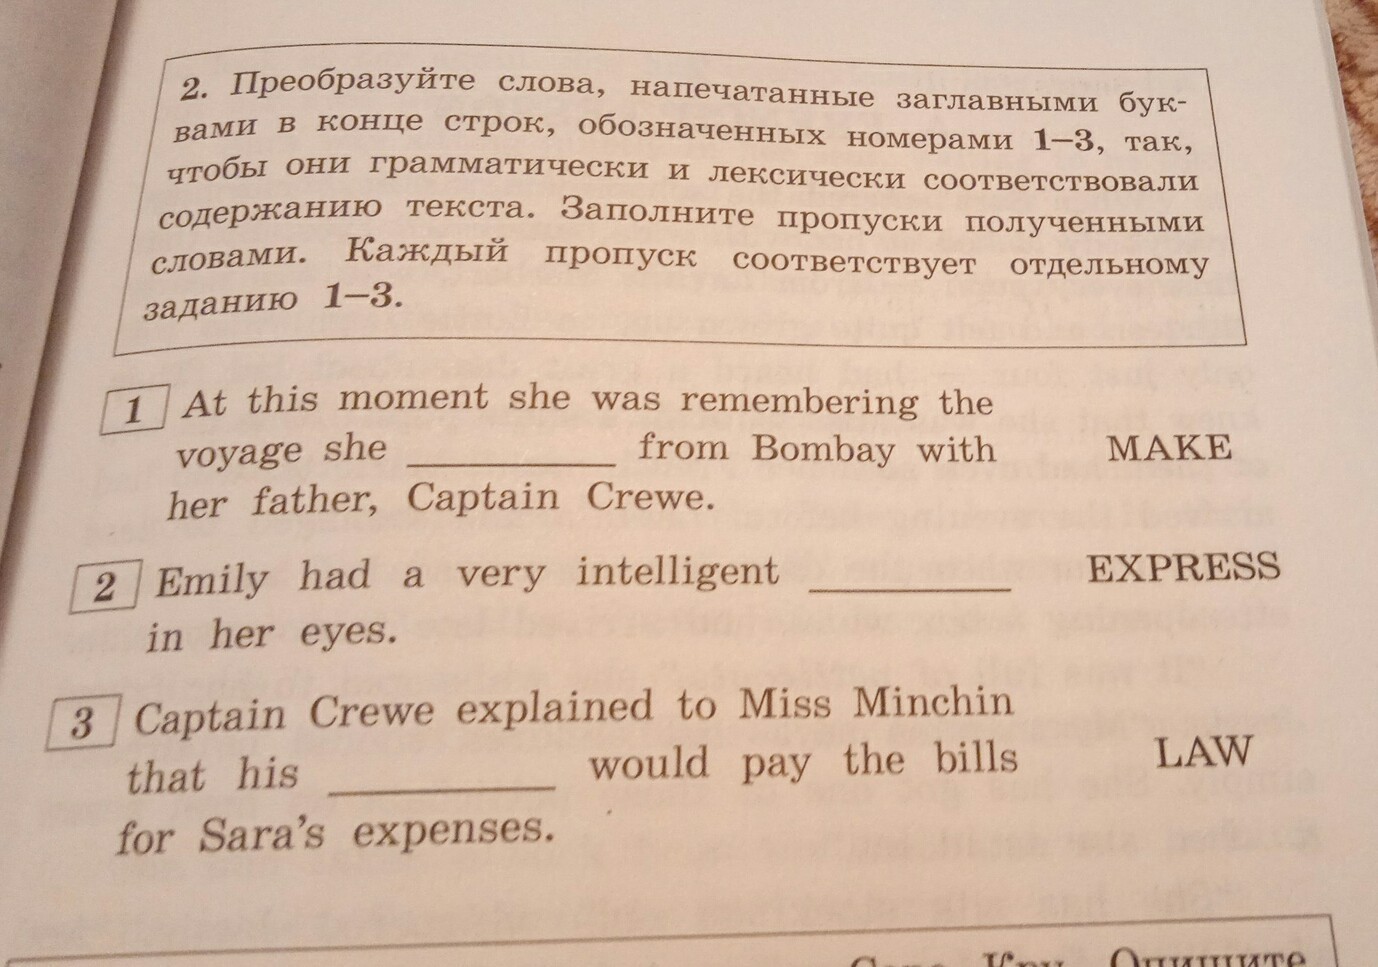 2. Преобразуйте слова, напечатанные заглавными бук-
вами в конце строк, обозначенных номерами 1—3, так,
чтобы они грамматически и лексически соответствовали
содержанию текста. Заполните пропуски полученными
словами. Каждый пропуск соответствует отдельному
заданию 1—3.
1 At this moment she was remembering the
voyage she __________ from Bombay with MAKE
her father, Captain Crewe.
2 Emily had a very intelligent __________ EXPRESS
in her eyes.
3 Captain Crewe explained to Miss Minchin
that his __________ would pay the bills LAW
for Sara's expenses.
Опишите